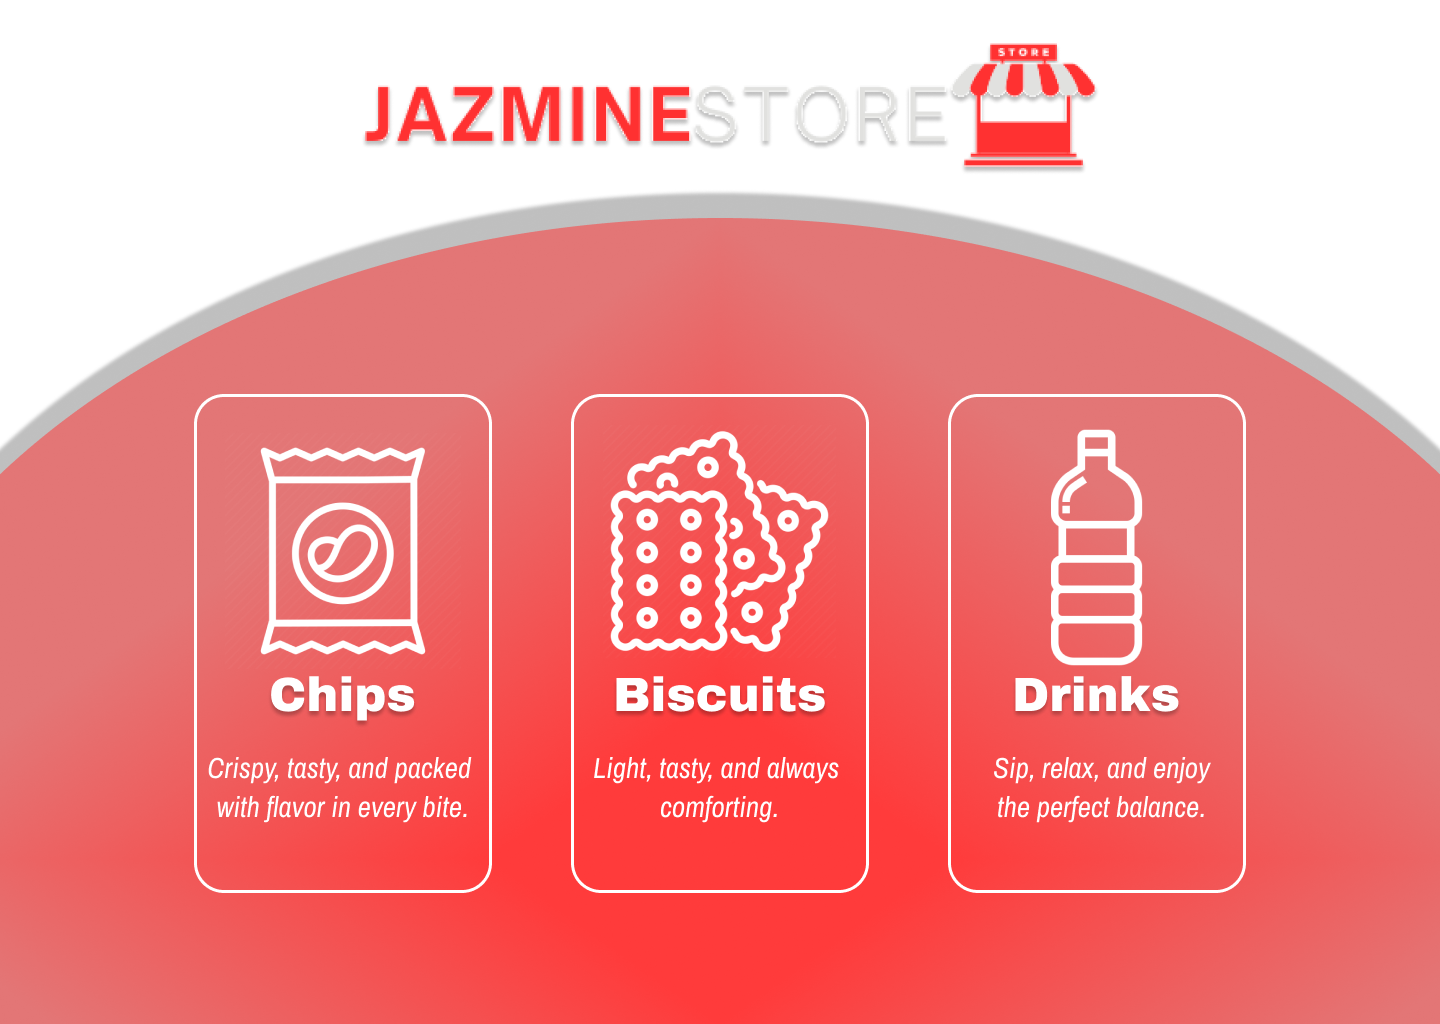 STORE
JAZMINESTORE
Chips
Crispy, tasty, and packed
with flavor in every bite.
Biscuits
Light, tasty, and always
comforting.
Drinks
Sip, relax, and enjoy
the perfect balance.